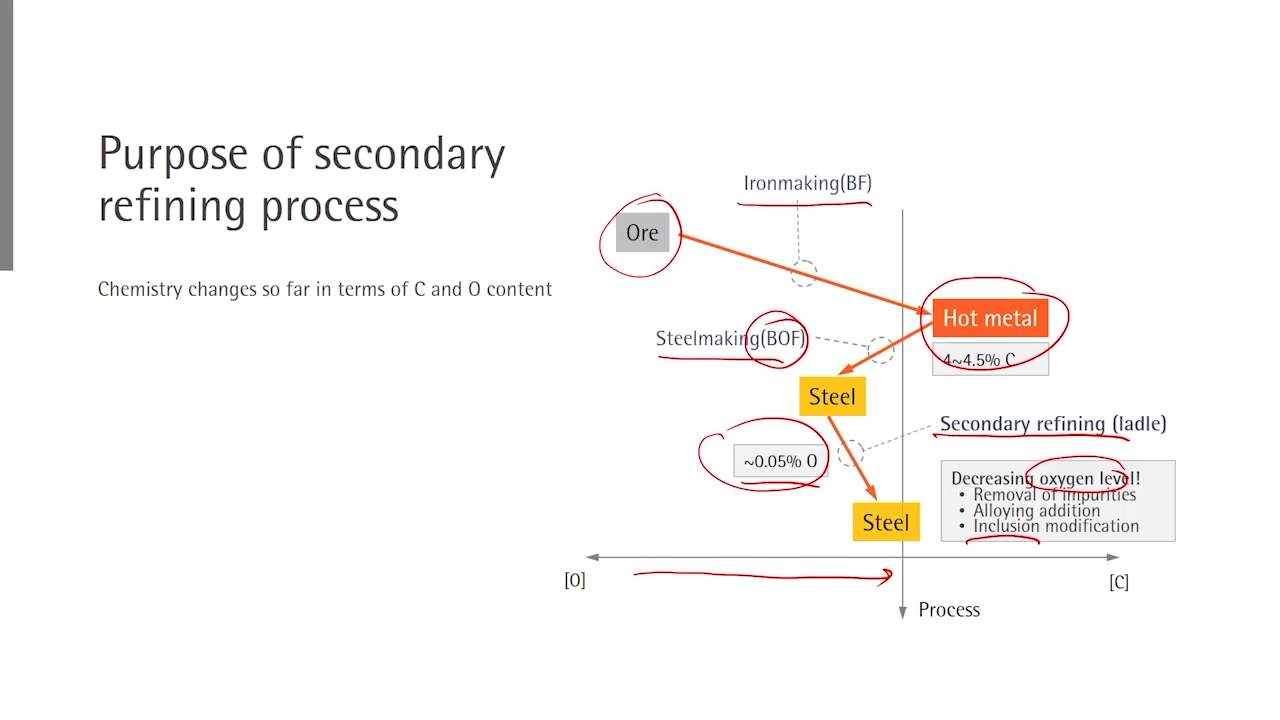 Purpose of secondary
refining process
Chemistry changes so far in terms of C and O content
Ironmaking(BF)
Ore
Hot metal
4~4.5% C
Steelmaking(BOF)
Steel
Secondary refining (ladle)
~0.05% O
Decreasing oxygen level!
• Removal of impurities
• Alloying addition
• Inclusion modification
Steel
[O]
[C]
Process